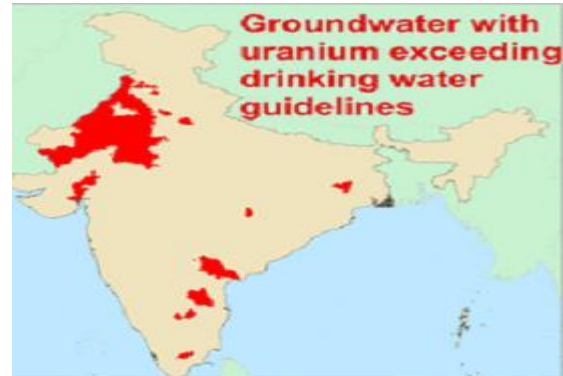 Groundwater with
uranium exceeding
drinking water
guidelines